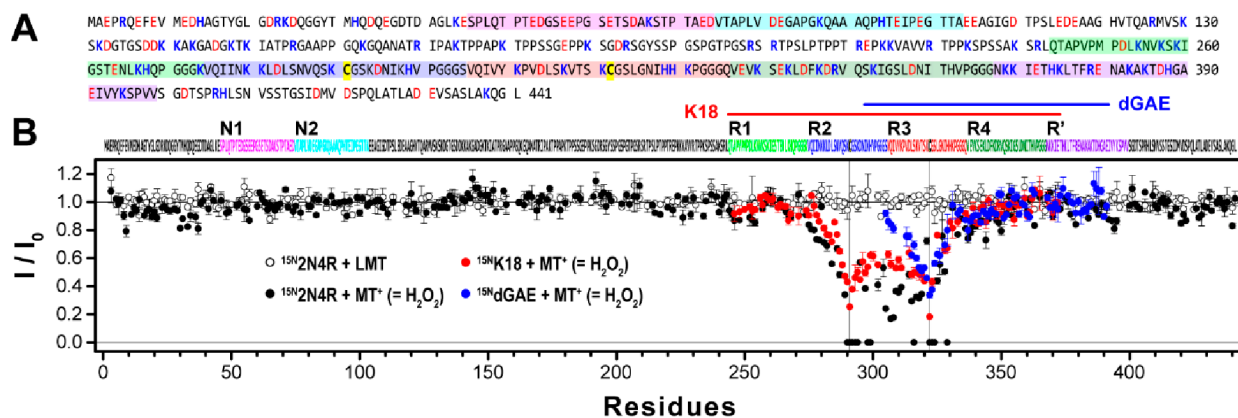 A
MAEPRQEFEV MEDHAGTYGL GDRKDQGGYT MHQDQEGDTD AGLKESPLQT PTEDGSEEPG SETSDAKSTP TAEDVTAPLV DEGAPGKQAA AQPHTEIPEG TTAEEAGIGD TPSLEDEAAG HVTQARMVSK 130
SKDGTGSDDK KAKGADGKTK IATPRGAAPP GQKGQANATR IPAKTPPAPK TPPSSGEPPK SGDRSGYSSP GSPGTPGSRS RTPSLPTPPT REPKKVAVVR TPPKSPSSAK SRLQTAPVPM PDLKNVKSKI 260
GSTENLKHQP GGGKVQIINK KLDLSNVQSK CGSKDNIKHV PGGGSVQIVY KPVDLSKVTS KCGSLGNIHH KPGGGQVEVK SEKLDFKDRV QSKIGSLDNI THVPGGGNKK IETHKLTFRE NAKAKTDHGA 390
EIVYKSPVVS GDTSPRHLSN VSSTGSIDMV DSPQLATLAD EVSASLAKQG L 441
K18 dGAE
B
N1 N2 R1 R2 R3 R4 R'
1.2
1.0
0.8
0.6
0.4
0.2
0.0
I / I₀
¹⁵ᴺ2N4R + LMT
¹⁵ᴺ2N4R + MT⁺ (= H₂O₂)
¹⁵ᴺK18 + MT⁺ (= H₂O₂)
¹⁵ᴺdGAE + MT⁺ (= H₂O₂)
0 50 100 150 200 250 300 350 400
Residues